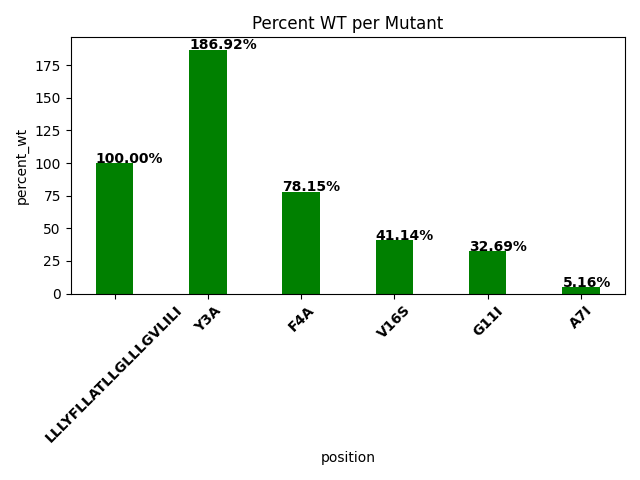 Percent WT per Mutant
percent_wt
175
150
125
100
75
50
25
0
100.00%
186.92%
78.15%
41.14%
32.69%
5.16%
LLLYFLLATLLGLLLGVLILI
Y3A
F4A
V16S
G11I
A7I
position